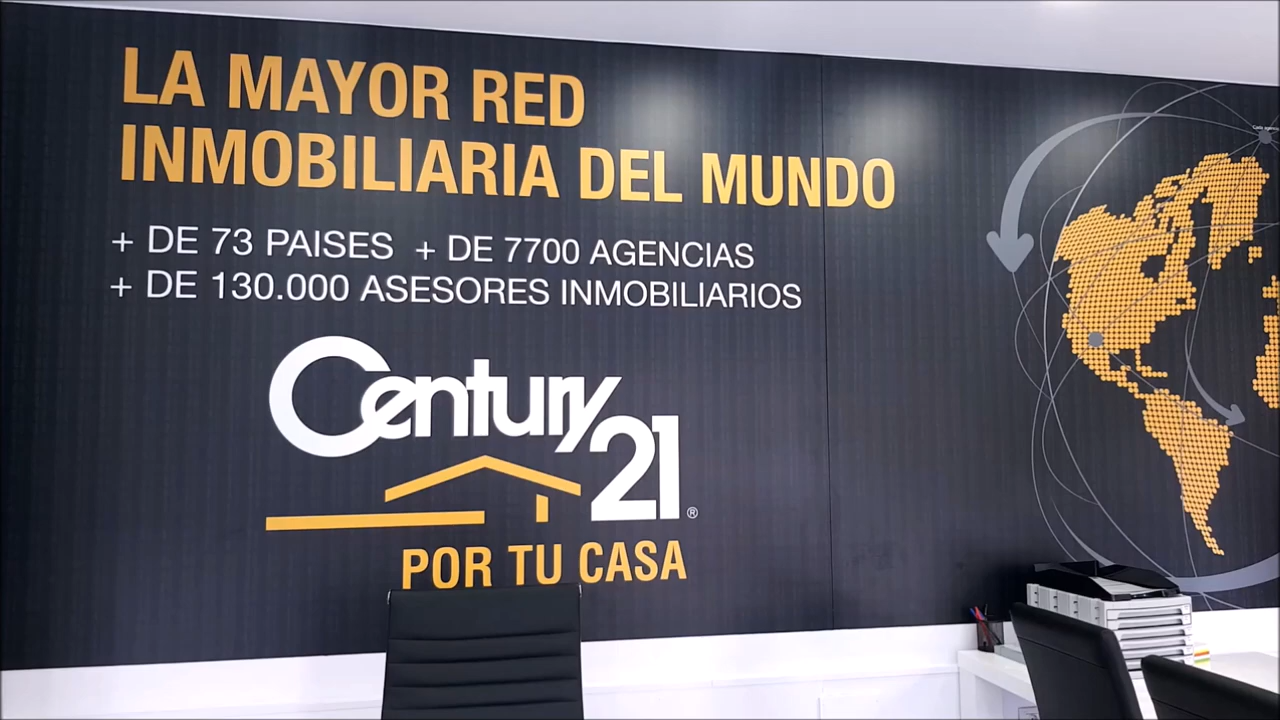 LA MAYOR RED
INMOBILIARIA DEL MUNDO
+ DE 73 PAISES + DE 7700 AGENCIAS
+ DE 130.000 ASESORES INMOBILIARIOS
Century
21®
POR TU CASA